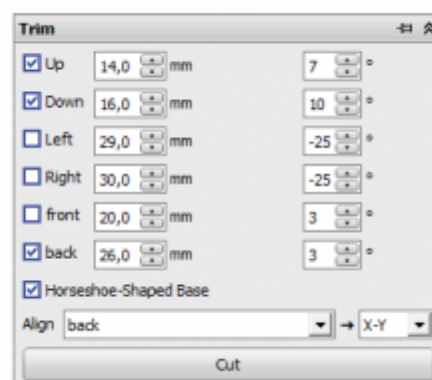 Trim
Up 14,0 mm 7 °
Down 16,0 mm 10 °
Left 29,0 mm -25 °
Right 30,0 mm -25 °
front 20,0 mm 3 °
back 26,0 mm 3 °
Horseshoe-Shaped Base
Align back → X-Y
Cut